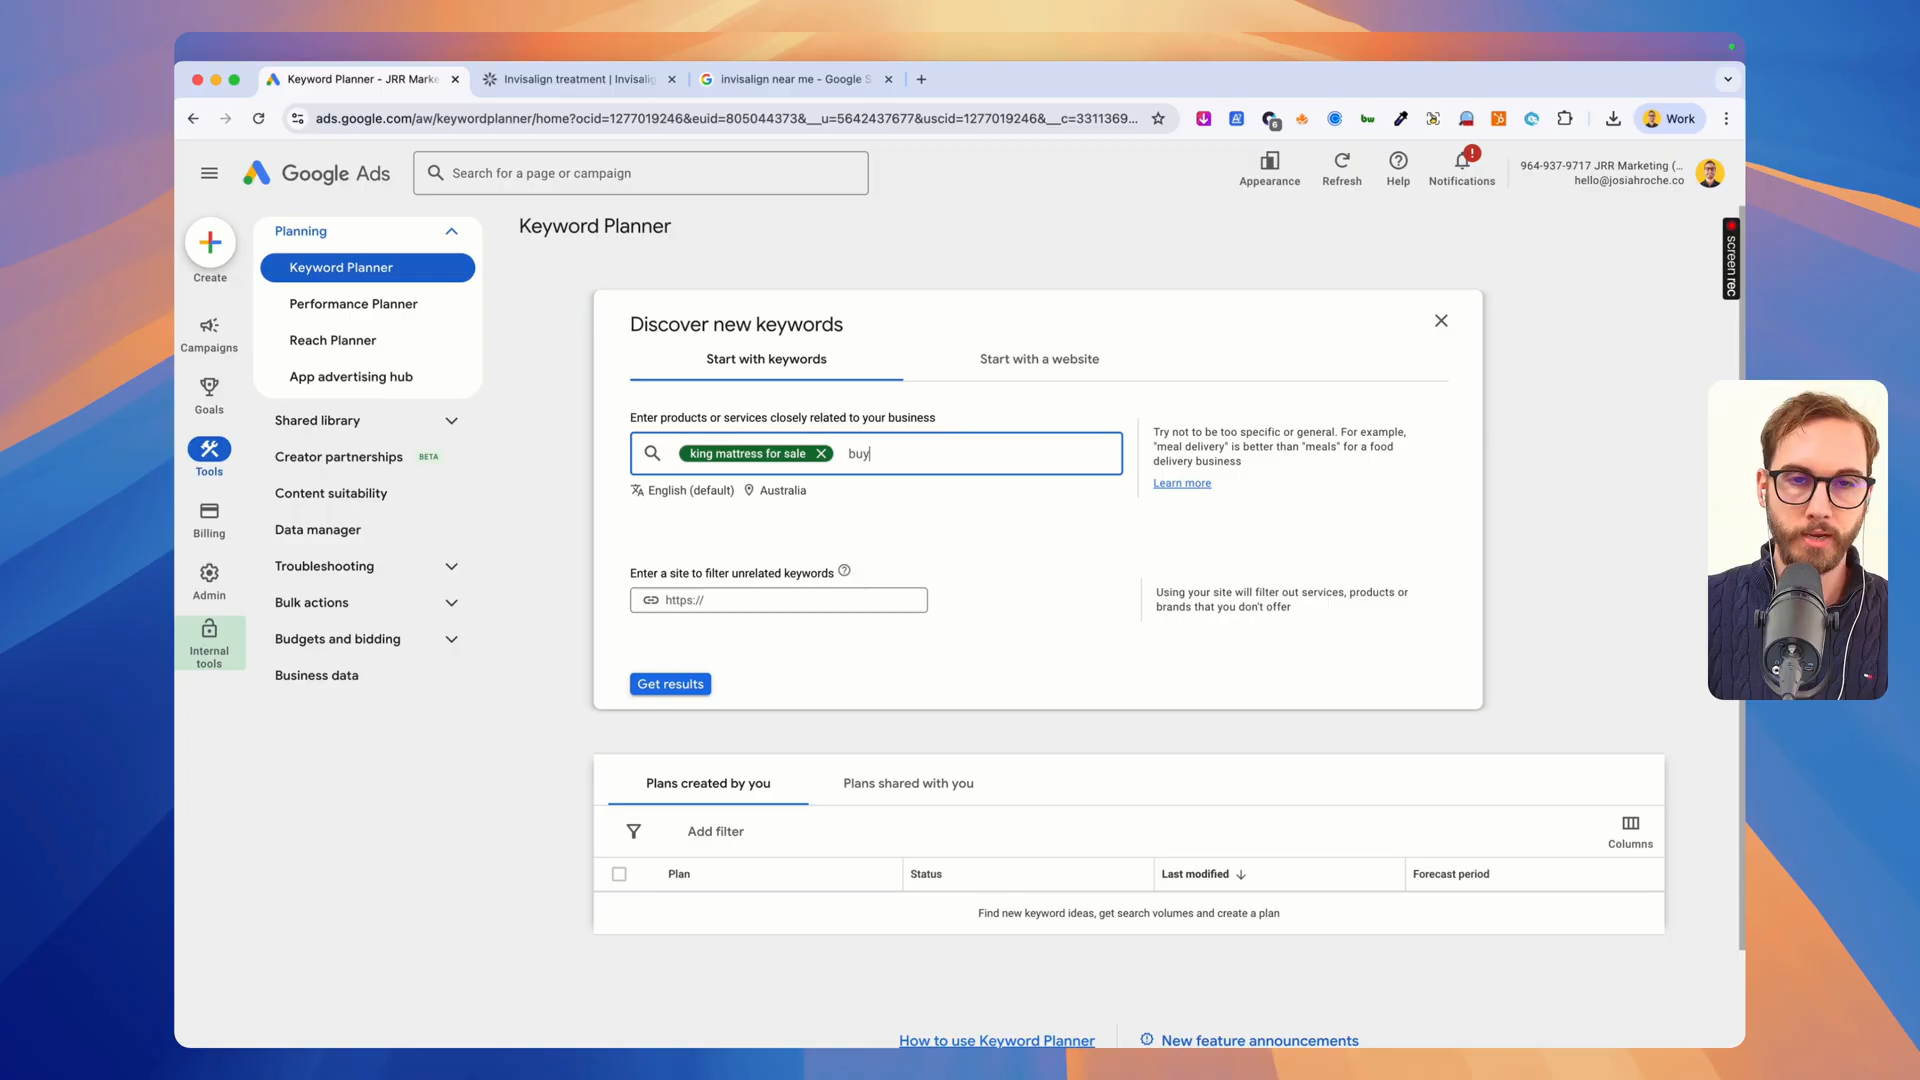 Keyword Planner - JRR Marke
Invisalign treatment | Invisalig
invisalign near me - Google S
ads.google.com/aw/keywordplanner/home?ocid=1277019246&euid=805044373&__u=5642437677&uscid=1277019246&__c=3311369...
6
bw
Work
Google Ads
Search for a page or campaign
Appearance
Refresh
Help
Notifications
964-937-9717 JRR Marketing (...
hello@josiahroche.co
screen rec
Create
Campaigns
Goals
Tools
Billing
Admin
Internal
tools
Planning
Keyword Planner
Performance Planner
Reach Planner
App advertising hub
Shared library
Creator partnerships BETA
Content suitability
Data manager
Troubleshooting
Bulk actions
Budgets and bidding
Business data
Keyword Planner
Discover new keywords
Start with keywords
Start with a website
Enter products or services closely related to your business
king mattress for sale
buy
English (default)
Australia
Try not to be too specific or general. For example,
"meal delivery" is better than "meals" for a food
delivery business
Learn more
Enter a site to filter unrelated keywords
https://
Using your site will filter out services, products or
brands that you don't offer
Get results
Plans created by you
Plans shared with you
Add filter
Columns
Plan
Status
Last modified
Forecast period
Find new keyword ideas, get search volumes and create a plan
How to use Keyword Planner
New feature announcements